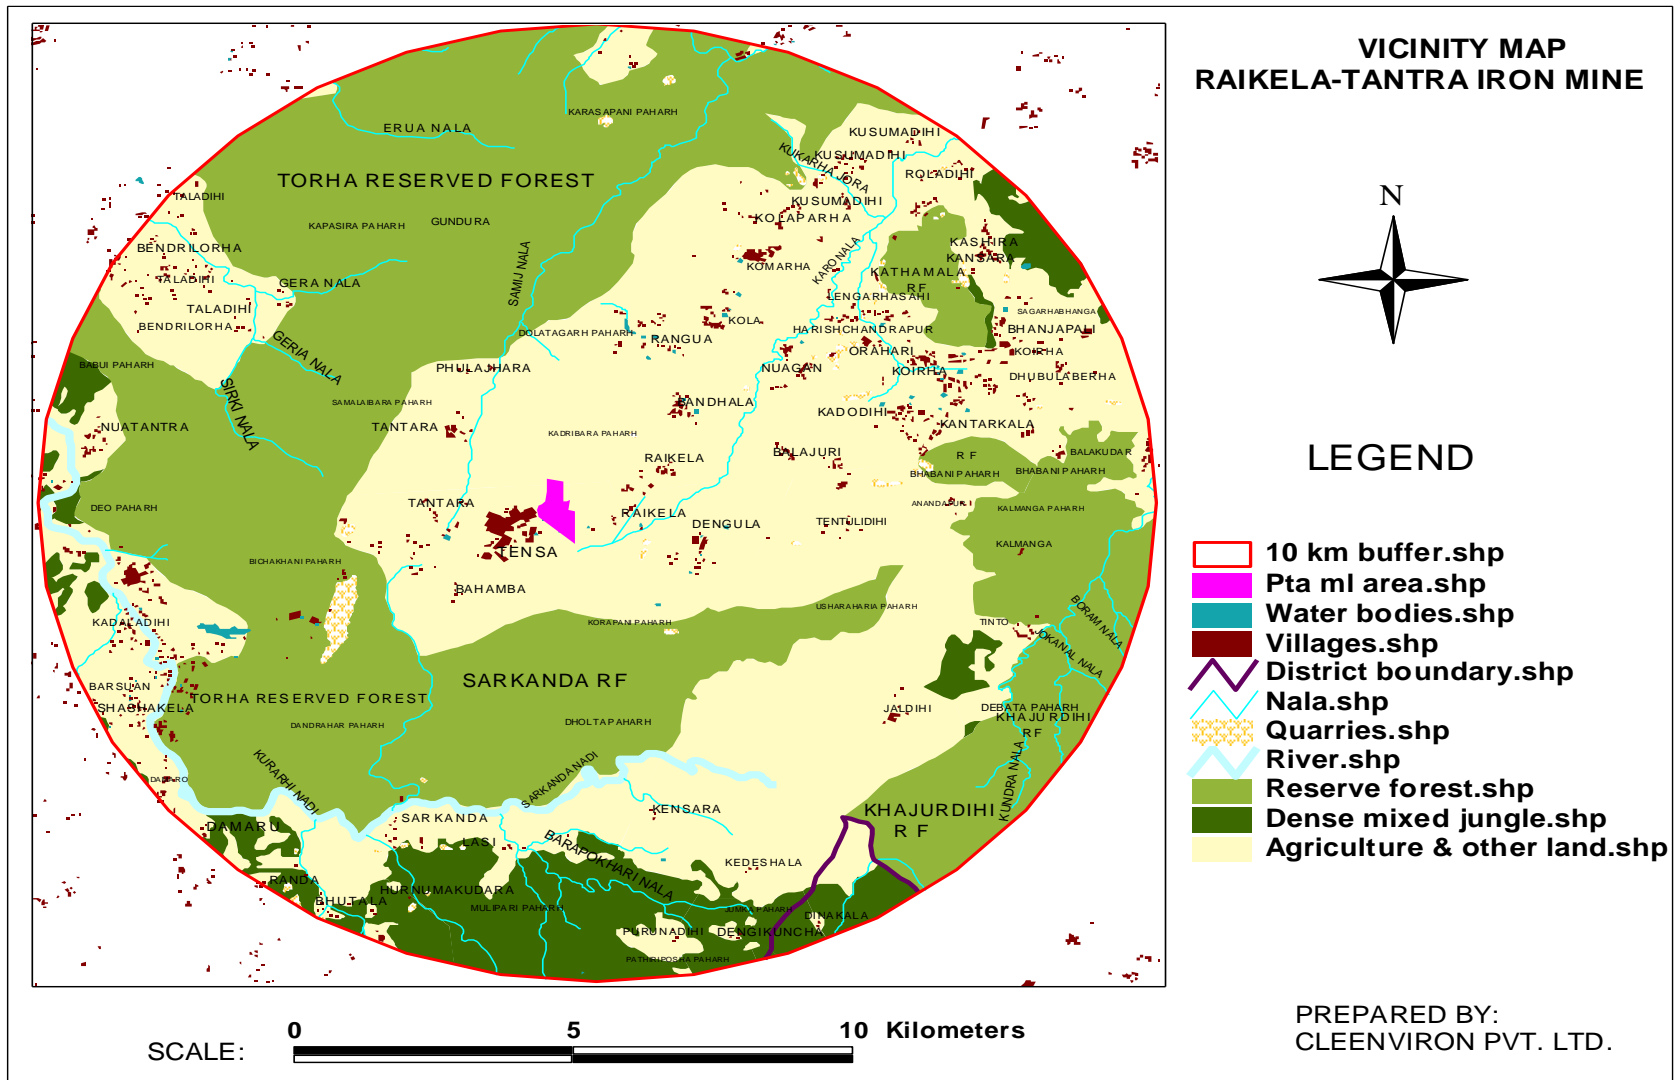 VICINITY MAP
RAIKELA-TANTRA IRON MINE
N
KARASAPANI PAHARH
ERUA NALA
KUSUMADIHI
KUKARHA JORA
KUSUMADIHI
ROLADIHI
TORHA RESERVED FOREST
TALADIHI
KUSUMADIHI
KOLAPARHA
KAPASIRA PAHARH
GUNDURA
BENDRILORHA
KASHIRA
KANSARA
KARO NALA
KOMARHA
KATHAMALA
R F
TALADIHI
GERA NALA
SAMIJ NALA
LENGARHASAHI
TALADIHI
SAGARHABHANGA
BENDRILORHA
KOLA
DOLATAGARH PAHARH
RANGUA
HARISHCHANDRAPUR
BHANJAPALI
GERIA NALA
ORAHARI
KOIRHA
BABUI PAHARH
PHULAJHARA
NUAGAN
KOIRHA
DHUBULABERHA
SIRKI NALA
SAMALAIBARA PAHARH
BANDHALA
KADODIHI
NUATANTRA
TANTARA
KADRIBARA PAHARH
KANTARKALA
RAIKELA
BALAJURI
R F
BALAKUDAR
BHABANI PAHARH
BHABANI PAHARH
DEO PAHARH
TANTARA
RAIKELA
DENGULA
TENTULIDIHI
ANANDAPUR
KALMANGA PAHARH
TENSA
KALMANGA
BICHAKHANI PAHARH
BAHAMBA
USHARAHARIA PAHARH
BORAM NALA
KADALADIHI
KORAPANI PAHARH
TINTO
JOKANAL NALA
BARSUAN
TORHA RESERVED FOREST
SARKANDA RF
SHASHAKELA
DANDRAHAR PAHARH
DHOLTA PAHARH
JALDIHI
DEBATA PAHARH
KHAJURDIHI
RF
KURARHI NADI
SARKANDA NADI
KUNDRA NALA
KENSARA
KHAJURDIHI
R F
SARKANDA
DAMARU
LASI
BARAPOKHARI NALA
KEDESHALA
RANDA
HURNUMAKUDARA
BHUTALA
MULIPARI PAHARH
JUMKA PAHARH
DINAKALA
PURUNADIHI
DENGIKUNCHA
PATHIRIPOSHA PAHARH
LEGEND
10 km buffer.shp
Pta ml area.shp
Water bodies.shp
Villages.shp
District boundary.shp
Nala.shp
Quarries.shp
River.shp
Reserve forest.shp
Dense mixed jungle.shp
Agriculture & other land.shp
SCALE:
0 5 10 Kilometers
PREPARED BY:
CLEENVIRON PVT. LTD.